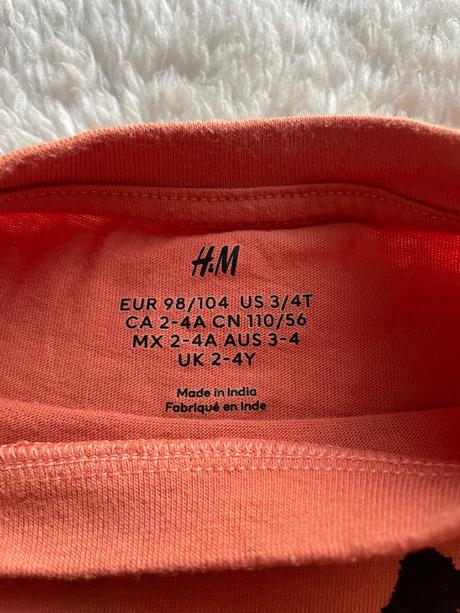 H&M
EUR 98/104 US 3/4T
CA 2-4A CN 110/56
MX 2-4A AUS 3-4
UK 2-4Y
Made in India
Fabriqué en Inde